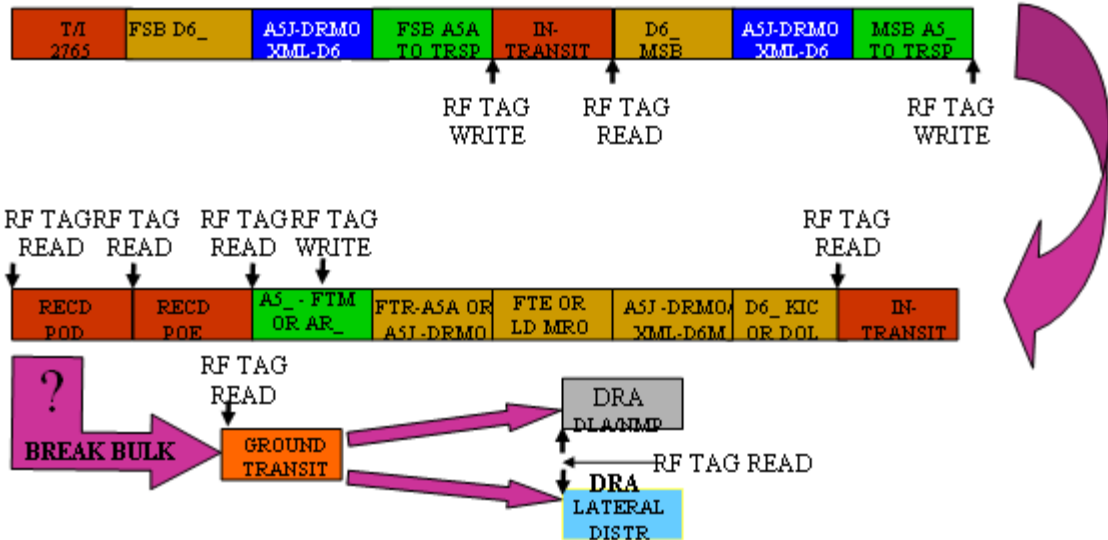 T/I
2765
FSB D6_
A5J-DRMO
XML-D6
FSB A5A
TO TRSP
IN-
TRANSIT
D6_
MSB
A5J-DRMO
XML-D6
MSB A5_
TO TRSP
RF TAG
WRITE
RF TAG
READ
RF TAG
WRITE
RF TAG
READ
RF TAG
READ
RF TAG
READ
RF TAG
WRITE
RF TAG
READ
RECD
POD
RECD
POE
A5_ - FTM
OR AR_
FTR-A5A OR
A5J-DRMO
FTE OR
LD MRO
A5J-DRMO/
XML-D6M
D6_ KIC
OR DOL
IN-
TRANSIT
?
BREAK BULK
RF TAG
READ
GROUND
TRANSIT
DRA
DLA/NMP
RF TAG READ
DRA
LATERAL
DISTR